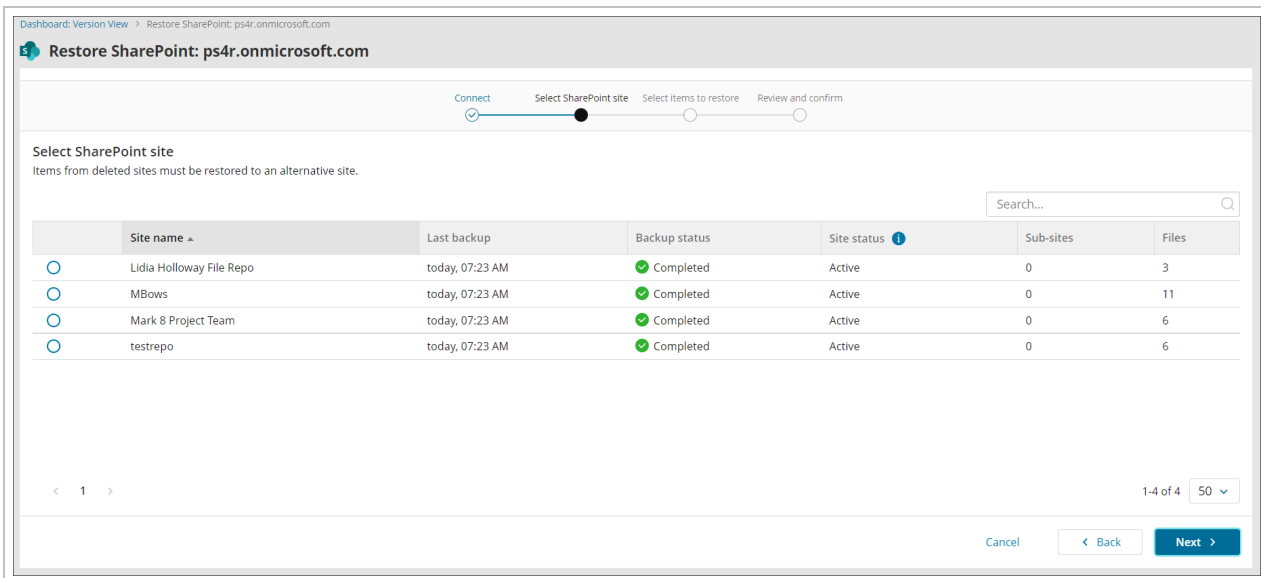 Dashboard: Version View > Restore SharePoint: ps4r.onmicrosoft.com
Restore SharePoint: ps4r.onmicrosoft.com
Connect Select SharePoint site Select items to restore Review and confirm
Select SharePoint site
Items from deleted sites must be restored to an alternative site.
Search...
Site name Last backup Backup status Site status Sub-sites Files
Lidia Holloway File Repo today, 07:23 AM Completed Active 0 3
MBows today, 07:23 AM Completed Active 0 11
Mark 8 Project Team today, 07:23 AM Completed Active 0 6
testrepo today, 07:23 AM Completed Active 0 6
< 1 > 1-4 of 4 50
Cancel < Back Next >